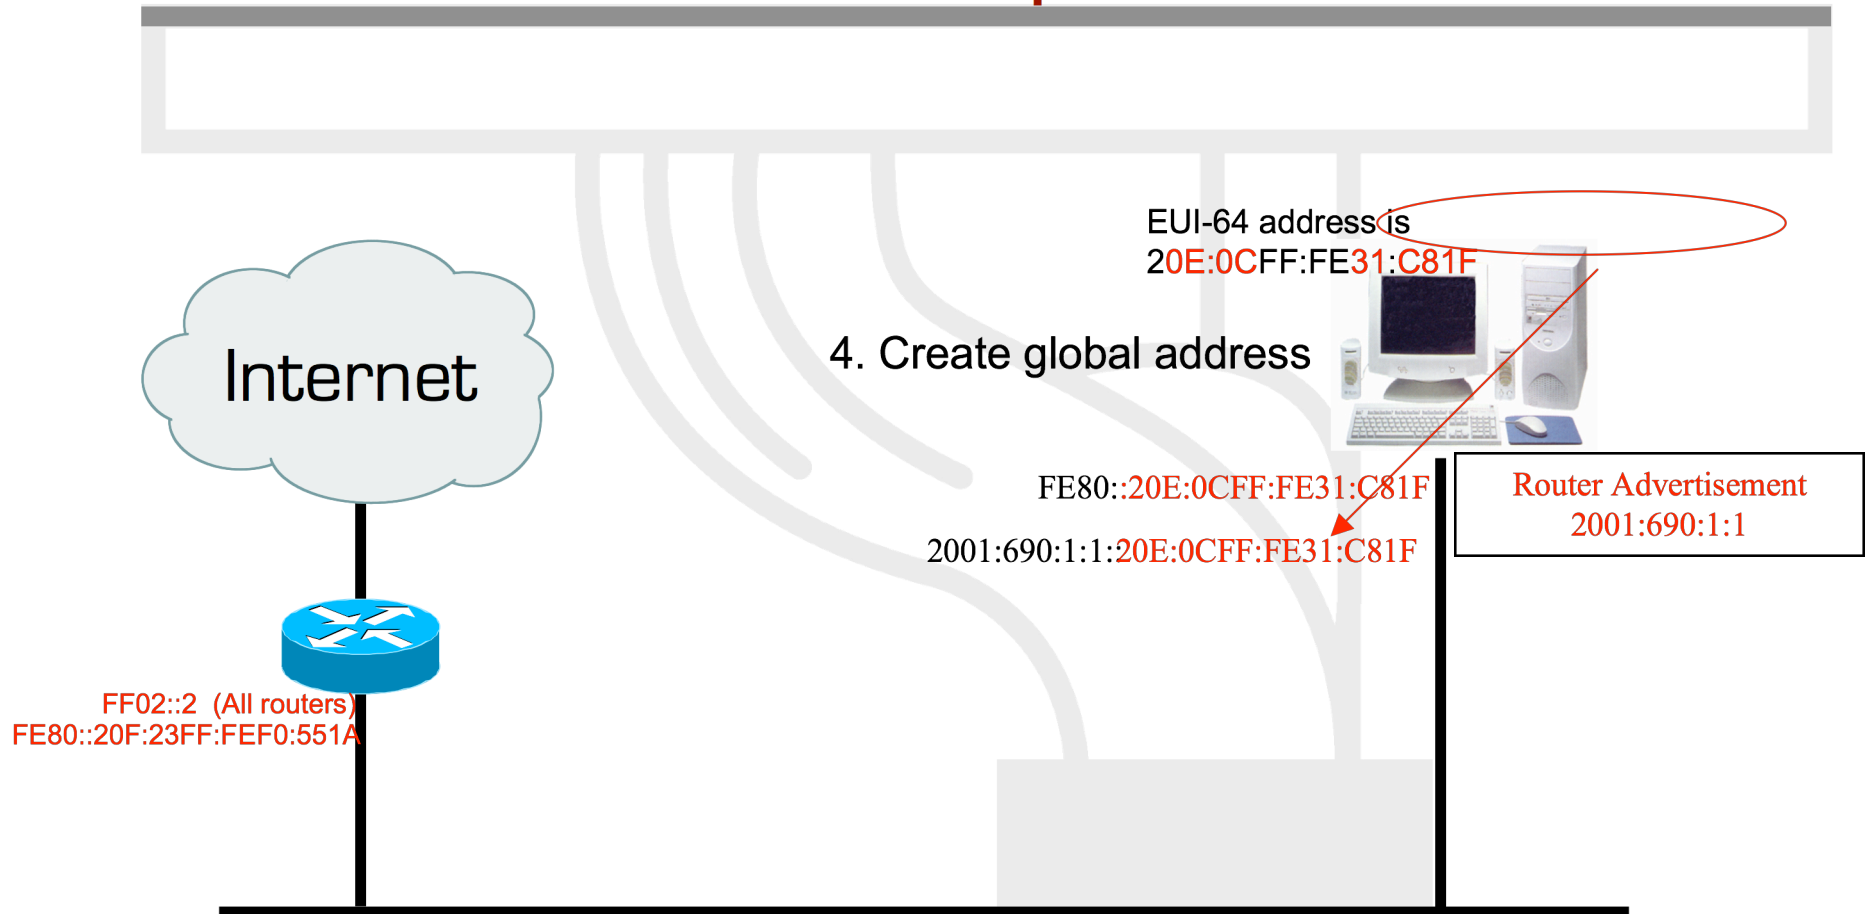 EUI-64 address is
20E:0CFF:FE31:C81F
Internet
4. Create global address
FE80::20E:0CFF:FE31:C81F
Router Advertisement
2001:690:1:1
2001:690:1:1::20E:0CFF:FE31:C81F
FF02::2 (All routers)
FE80::20F:23FF:FEF0:551A